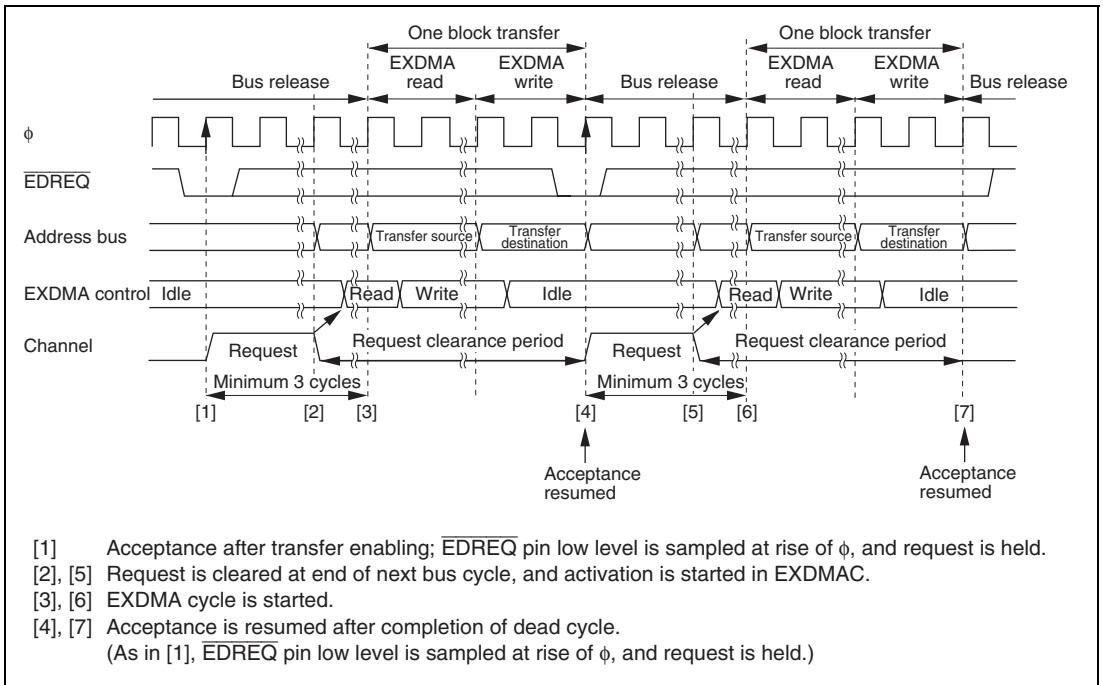 One block transfer One block transfer
EXDMA EXDMA EXDMA EXDMA
Bus release read write Bus release read write Bus release
φ
EDREQ
Address bus Transfer source Transfer destination Transfer source Transfer destination
EXDMA control Idle Read Write Idle Read Write Idle
Channel Request Request clearance period Request Request clearance period
Minimum 3 cycles Minimum 3 cycles
[1] [2] [3] [4] [5] [6] [7]
Acceptance resumed Acceptance resumed
[1] Acceptance after transfer enabling; EDREQ pin low level is sampled at rise of φ, and request is held.
[2], [5] Request is cleared at end of next bus cycle, and activation is started in EXDMAC.
[3], [6] EXDMA cycle is started.
[4], [7] Acceptance is resumed after completion of dead cycle.
(As in [1], EDREQ pin low level is sampled at rise of φ, and request is held.)